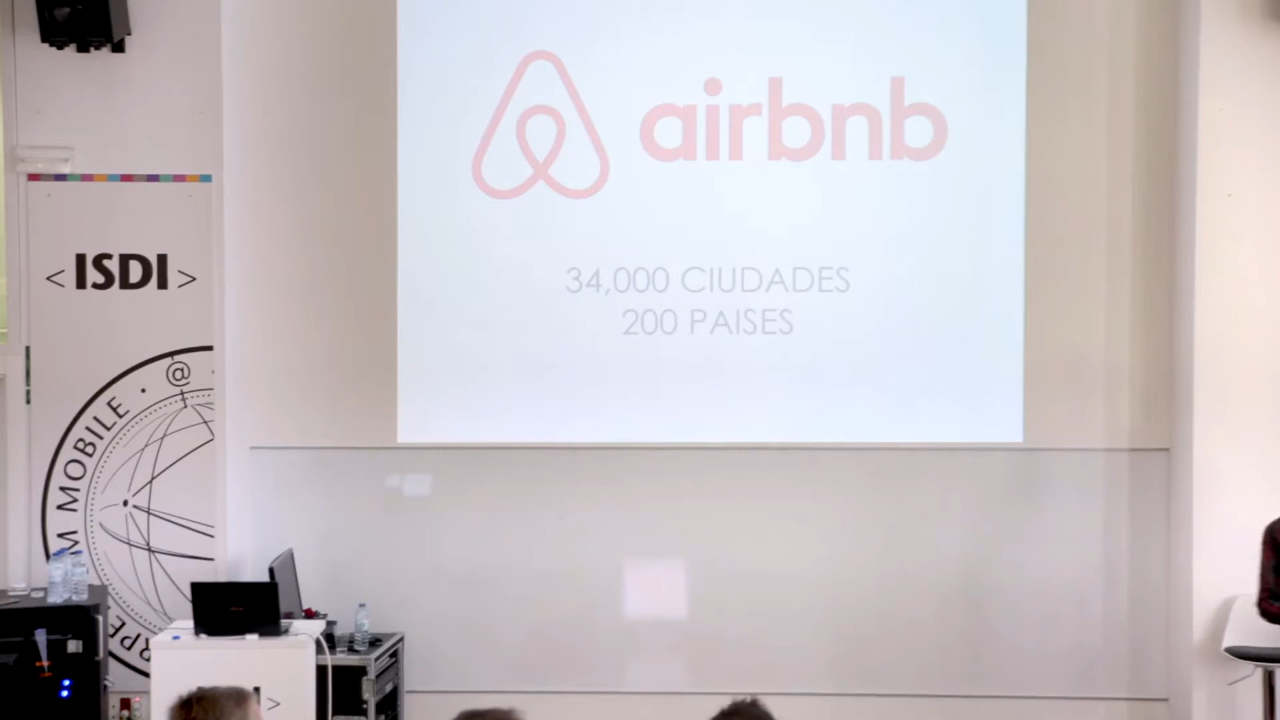 airbnb
34,000 CIUDADES
200 PAISES
<ISDI>
@
M MOBILE ·
>